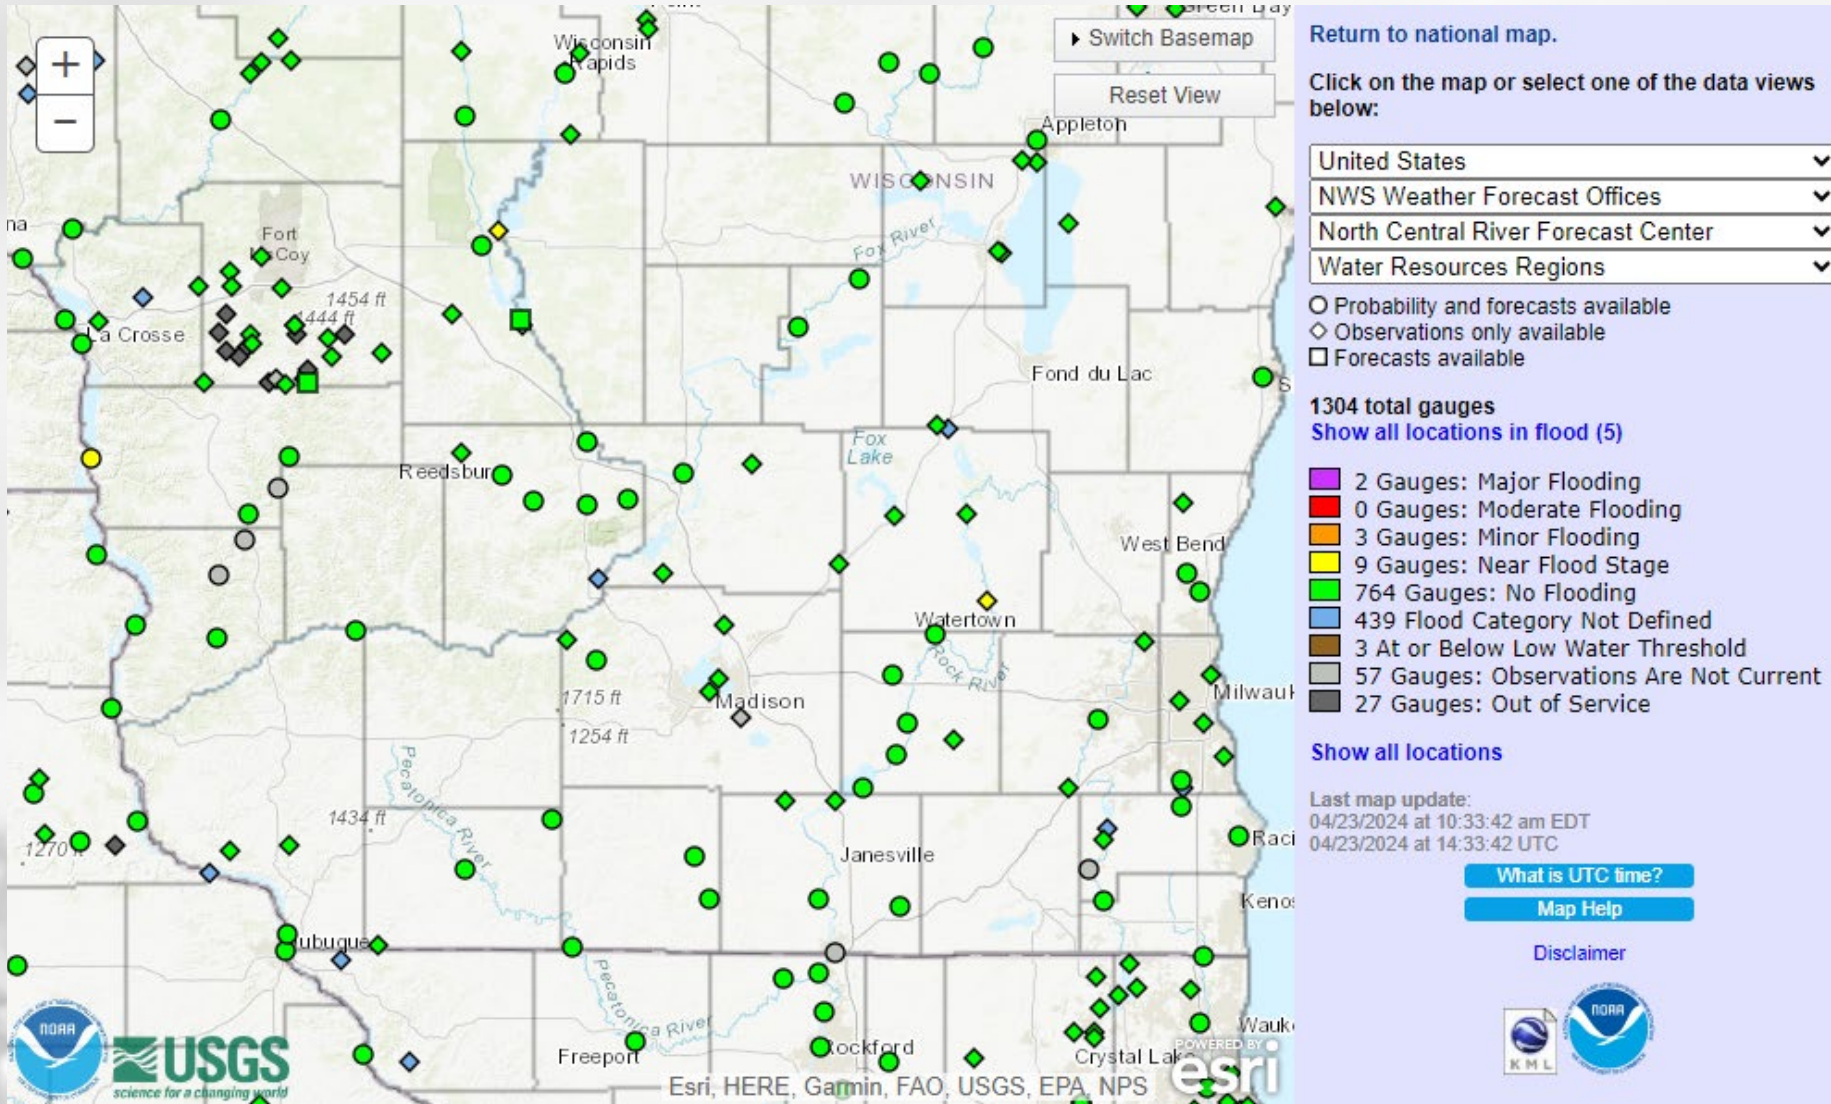 Green Bay
Wisconsin
Rapids
+
−
Switch Basemap
Reset View
Appleton
WISCONSIN
Fort
McCoy
Fox River
1454 ft
1444 ft
La Crosse
Fond du Lac
Fox
Lake
Reedsburg
West Bend
Watertown
Rock River
1715 ft
Madison
Milwauk
1254 ft
Pecatonica River
1434 ft
1270 ft
Janesville
Raci
Kenos
ubuque
Pecatonica River
Freeport
Rockford
Crystal Lake
Wauke
NOAA
USGS
science for a changing world
POWERED BY
esri
Esri, HERE, Garmin, FAO, USGS, EPA, NPS
Return to national map.
Click on the map or select one of the data views
below:
United States
NWS Weather Forecast Offices
North Central River Forecast Center
Water Resources Regions
Probability and forecasts available
Observations only available
Forecasts available
1304 total gauges
Show all locations in flood (5)
2 Gauges: Major Flooding
0 Gauges: Moderate Flooding
3 Gauges: Minor Flooding
9 Gauges: Near Flood Stage
764 Gauges: No Flooding
439 Flood Category Not Defined
3 At or Below Low Water Threshold
57 Gauges: Observations Are Not Current
27 Gauges: Out of Service
Show all locations
Last map update:
04/23/2024 at 10:33:42 am EDT
04/23/2024 at 14:33:42 UTC
What is UTC time?
Map Help
Disclaimer
KML
NOAA